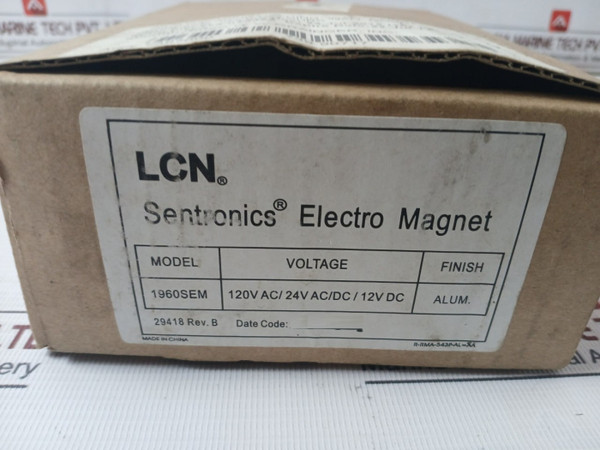 LCN®
Sentronics® Electro Magnet
MODEL VOLTAGE FINISH
1960SEM 120V AC/ 24V AC/DC / 12V DC ALUM.
29418 Rev. B Date Code:
MADE IN CHINA